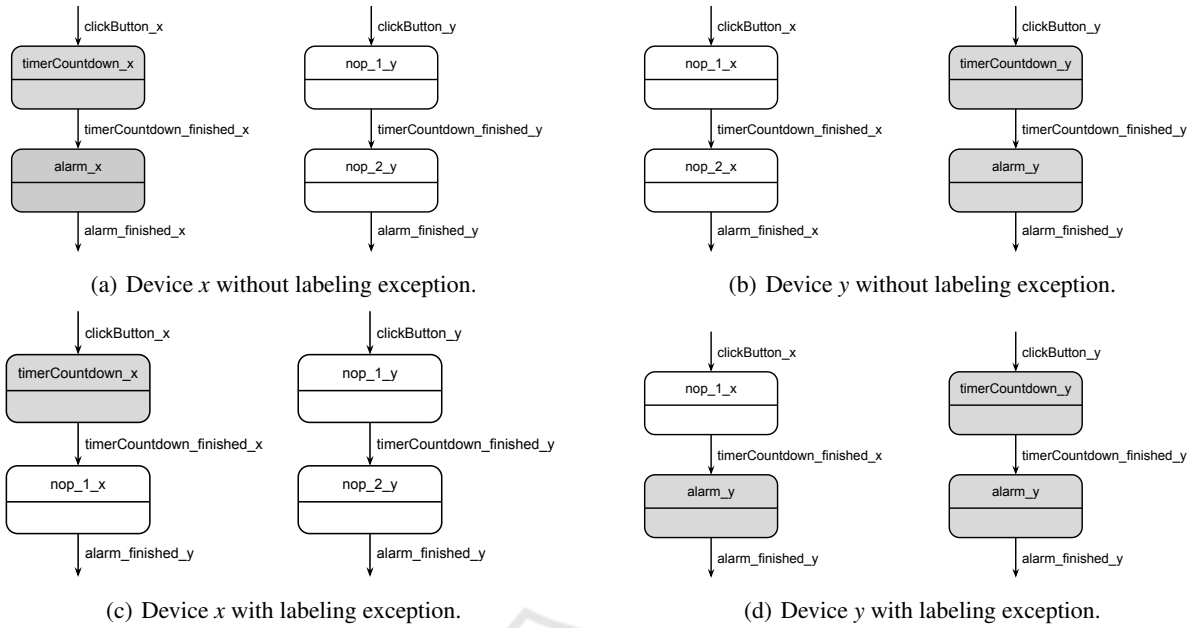 clickButton_x
timerCountdown_x
timerCountdown_finished_x
alarm_x
alarm_finished_x
clickButton_y
nop_1_y
timerCountdown_finished_y
nop_2_y
alarm_finished_y
(a) Device x without labeling exception.
clickButton_x
nop_1_x
timerCountdown_finished_x
nop_2_x
alarm_finished_x
clickButton_y
timerCountdown_y
timerCountdown_finished_y
alarm_y
alarm_finished_y
(b) Device y without labeling exception.
clickButton_x
timerCountdown_x
timerCountdown_finished_x
nop_1_x
alarm_finished_y
clickButton_y
nop_1_y
timerCountdown_finished_y
nop_2_y
alarm_finished_y
(c) Device x with labeling exception.
clickButton_x
nop_1_x
timerCountdown_finished_x
alarm_y
alarm_finished_y
clickButton_y
timerCountdown_y
timerCountdown_finished_y
alarm_y
alarm_finished_y
(d) Device y with labeling exception.